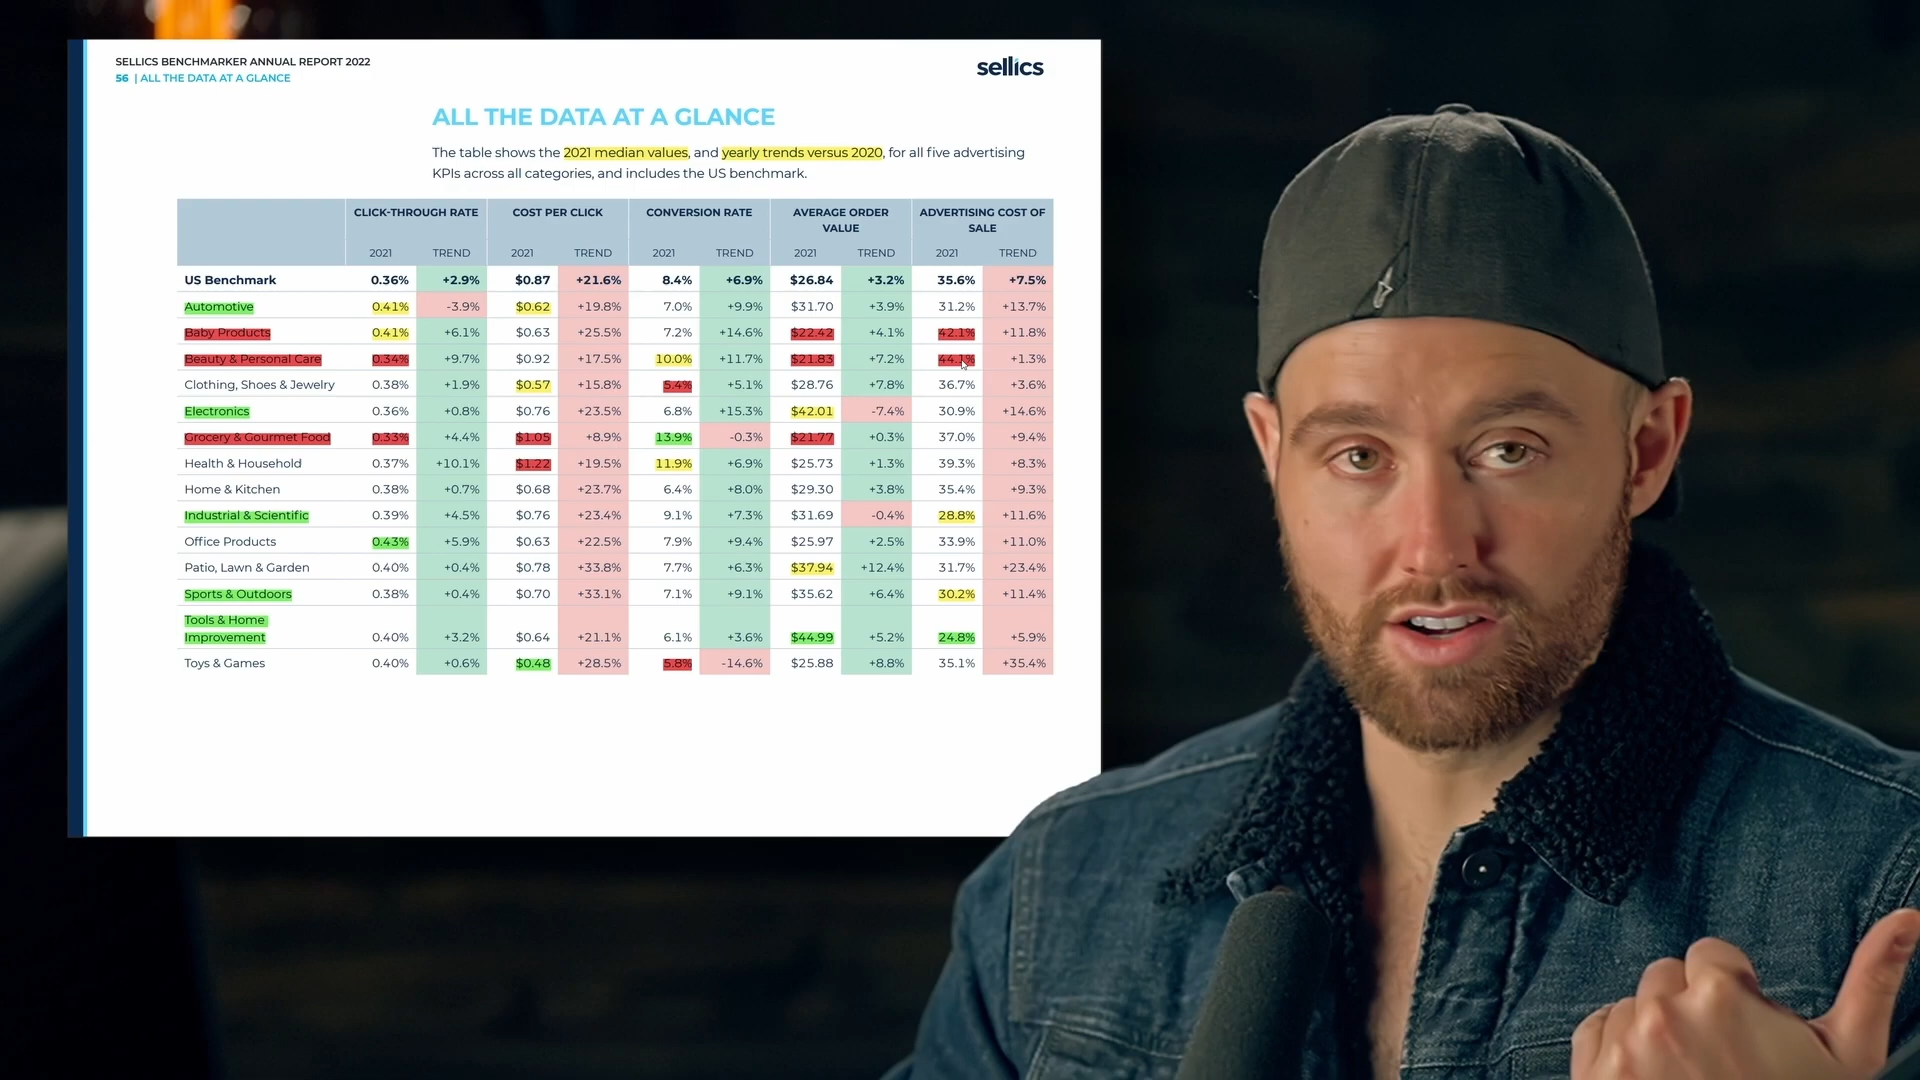 SELLICS BENCHMARKER ANNUAL REPORT 2022
56 | ALL THE DATA AT A GLANCE
sellics
ALL THE DATA AT A GLANCE
The table shows the 2021 median values, and yearly trends versus 2020, for all five advertising
KPIs across all categories, and includes the US benchmark.
CLICK-THROUGH RATE COST PER CLICK CONVERSION RATE AVERAGE ORDER VALUE ADVERTISING COST OF SALE
2021 TREND 2021 TREND 2021 TREND 2021 TREND 2021 TREND
US Benchmark 0.36% +2.9% $0.87 +21.6% 8.4% +6.9% $26.84 +3.2% 35.6% +7.5%
Automotive 0.41% -3.9% $0.62 +19.8% 7.0% +9.9% $31.70 +3.9% 31.2% +13.7%
Baby Products 0.41% +6.1% $0.63 +25.5% 7.2% +14.6% $22.42 +4.1% 42.1% +11.8%
Beauty & Personal Care 0.34% +9.7% $0.92 +17.5% 10.0% +11.7% $21.83 +7.2% 44.1% +1.3%
Clothing, Shoes & Jewelry 0.38% +1.9% $0.57 +15.8% 5.4% +5.1% $28.76 +7.8% 36.7% +3.6%
Electronics 0.36% +0.8% $0.76 +23.5% 6.8% +15.3% $42.01 -7.4% 30.9% +14.6%
Grocery & Gourmet Food 0.33% +4.4% $1.05 +8.9% 13.9% -0.3% $21.77 +0.3% 37.0% +9.4%
Health & Household 0.37% +10.1% $1.22 +19.5% 11.9% +6.9% $25.73 +1.3% 39.3% +8.3%
Home & Kitchen 0.38% +0.7% $0.68 +23.7% 6.4% +8.0% $29.30 +3.8% 35.4% +9.3%
Industrial & Scientific 0.39% +4.5% $0.76 +23.4% 9.1% +7.3% $31.69 -0.4% 28.8% +11.6%
Office Products 0.43% +5.9% $0.63 +22.5% 7.9% +9.4% $25.97 +2.5% 33.9% +11.0%
Patio, Lawn & Garden 0.40% +0.4% $0.78 +33.8% 7.7% +6.3% $37.94 +12.4% 31.7% +23.4%
Sports & Outdoors 0.38% +0.4% $0.70 +33.1% 7.1% +9.1% $35.62 +6.4% 30.2% +11.4%
Tools & Home
Improvement 0.40% +3.2% $0.64 +21.1% 6.1% +3.6% $44.99 +5.2% 24.8% +5.9%
Toys & Games 0.40% +0.6% $0.48 +28.5% 5.8% -14.6% $25.88 +8.8% 35.1% +35.4%